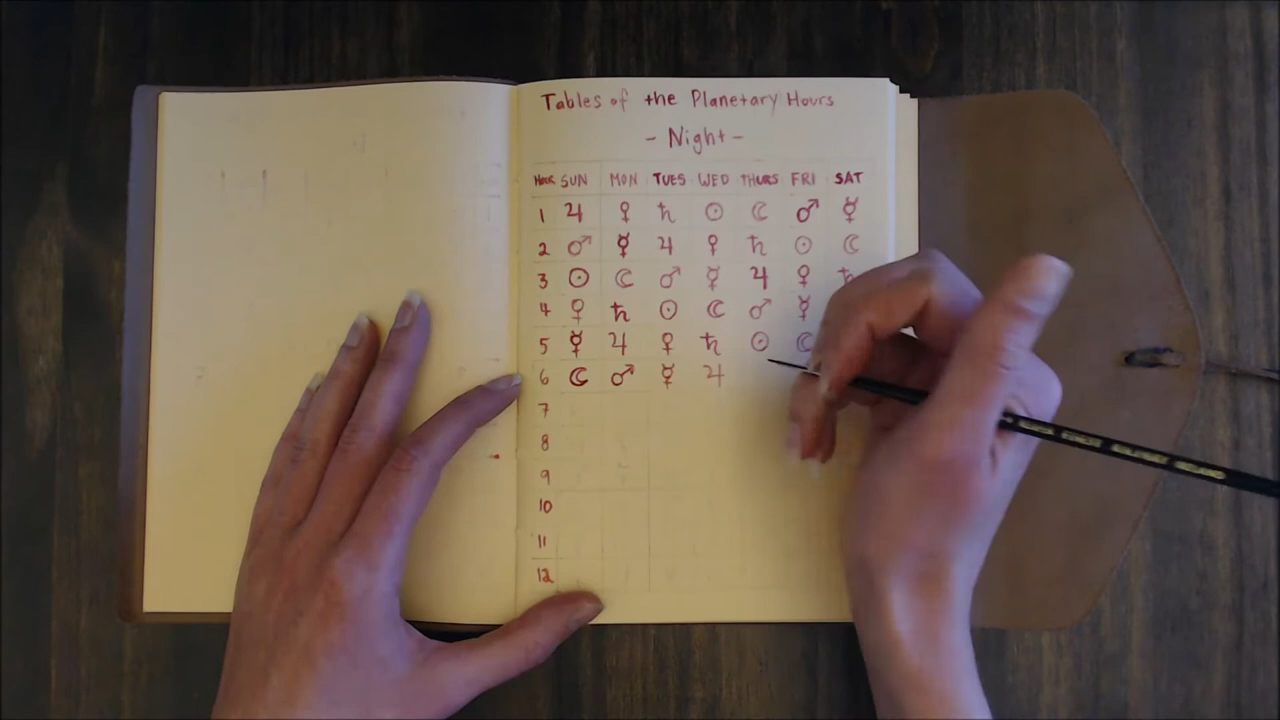 Tables of the Planetary Hours
- Night -
Hour SUN MON TUES WED THURS FRI SAT
1 ♃ ♀ ♄ ☉ ☾ ♂ ☿
2 ♂ ☿ ♃ ♀ ♄ ☉ ☾
3 ☉ ☾ ♂ ☿ ♃ ♀ ♄
4 ♀ ♄ ☉ ☾ ♂ ☿
5 ☿ ♃ ♀ ♄ ☉ ☾
6 ☾ ♂ ☿ ♃
7
8
9
10
11
12